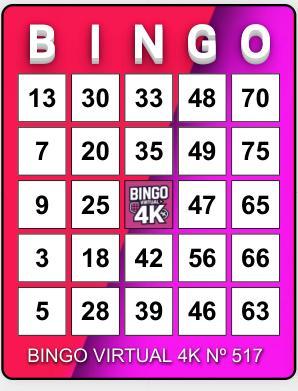 BINGO
13 30 33 48 70
7 20 35 49 75
9 25 BINGO VIRTUAL 4K 47 65
3 18 42 56 66
5 28 39 46 63
BINGO VIRTUAL 4K Nº 517